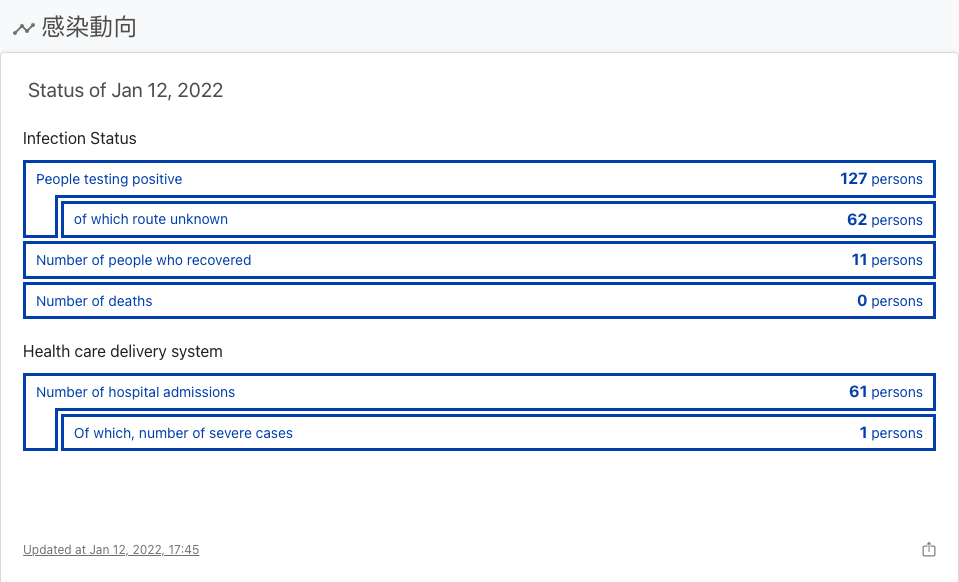 感染動向
Status of Jan 12, 2022
Infection Status
People testing positive 127 persons
of which route unknown 62 persons
Number of people who recovered 11 persons
Number of deaths 0 persons
Health care delivery system
Number of hospital admissions 61 persons
Of which, number of severe cases 1 persons
Updated at Jan 12, 2022, 17:45